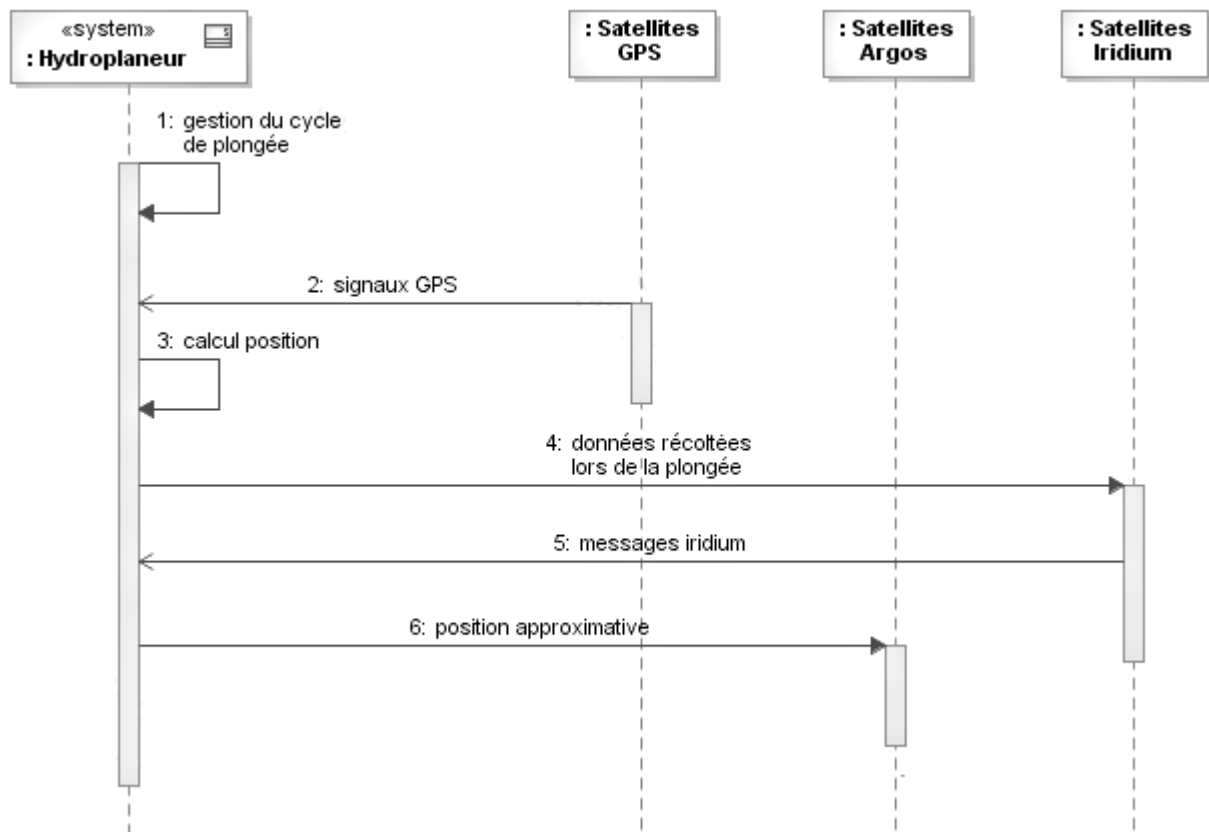 «system»
: Hydroplaneur
: Satellites
GPS
: Satellites
Argos
: Satellites
Iridium
1: gestion du cycle
de plongée
2: signaux GPS
3: calcul position
4: données récoltées
lors de la plongée
5: messages iridium
6: position approximative